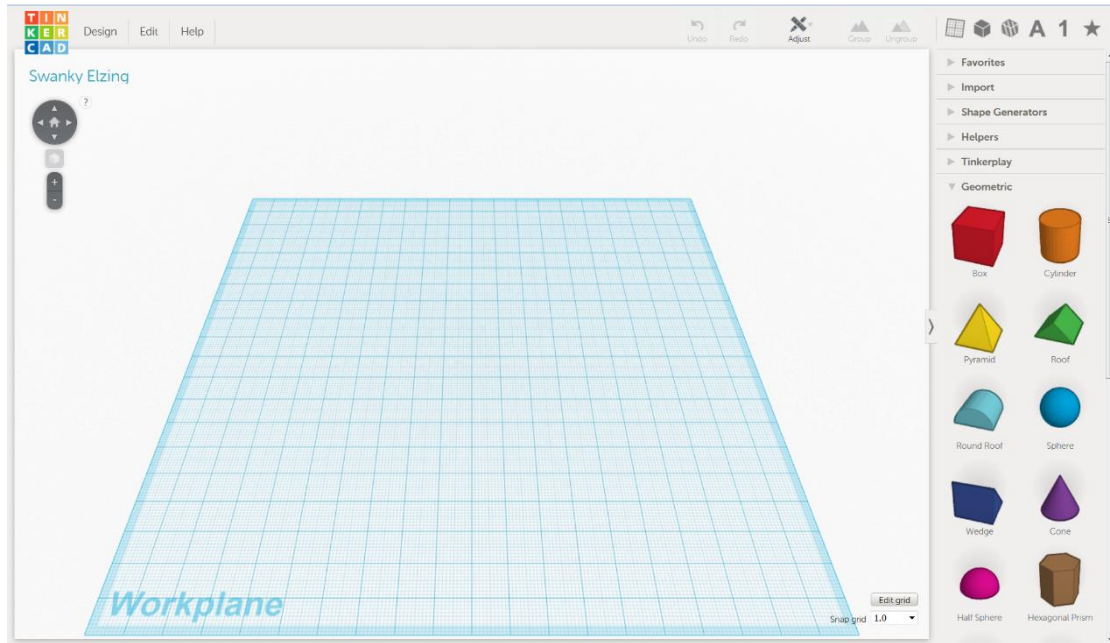 TIN
KER
CAD
Design Edit Help
Undo Redo Adjust Group Ungroup
A 1
Swanky Elzing
?
+
-
Workplane
Edit grid
Snap grid 1.0
Favorites
Import
Shape Generators
Helpers
Tinkerplay
Geometric
Box Cylinder
Pyramid Roof
Round Roof Sphere
Wedge Cone
Half Sphere Hexagonal Prism